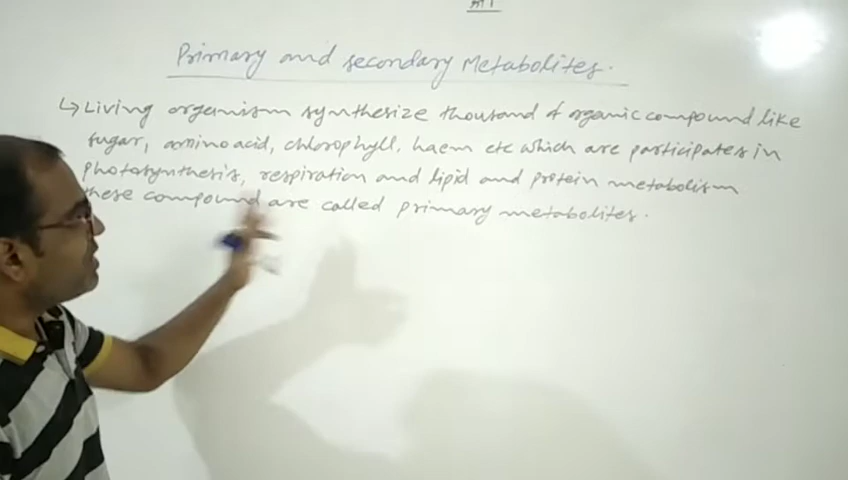 Primary and secondary Metabolites.
↳ Living organism synthesize thousand of organic compound like
sugar, amino acid, chlorophyll, haem etc which are participates in
photosynthesis, respiration and lipid and protein metabolism
these compound are called primary metabolites.